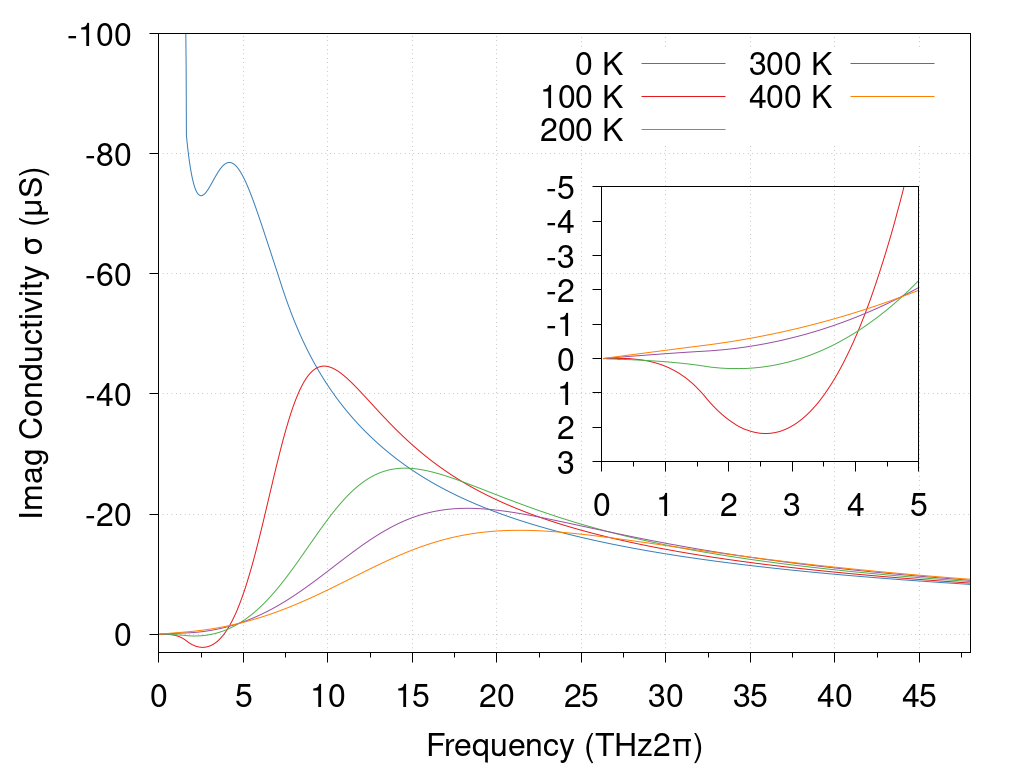 -100
-80
-60
-40
-20
0
Imag Conductivity σ (µS)
0 K
100 K
200 K
300 K
400 K
-5
-4
-3
-2
-1
0
1
2
3
0 1 2 3 4 5
0 5 10 15 20 25 30 35 40 45
Frequency (THz2π)